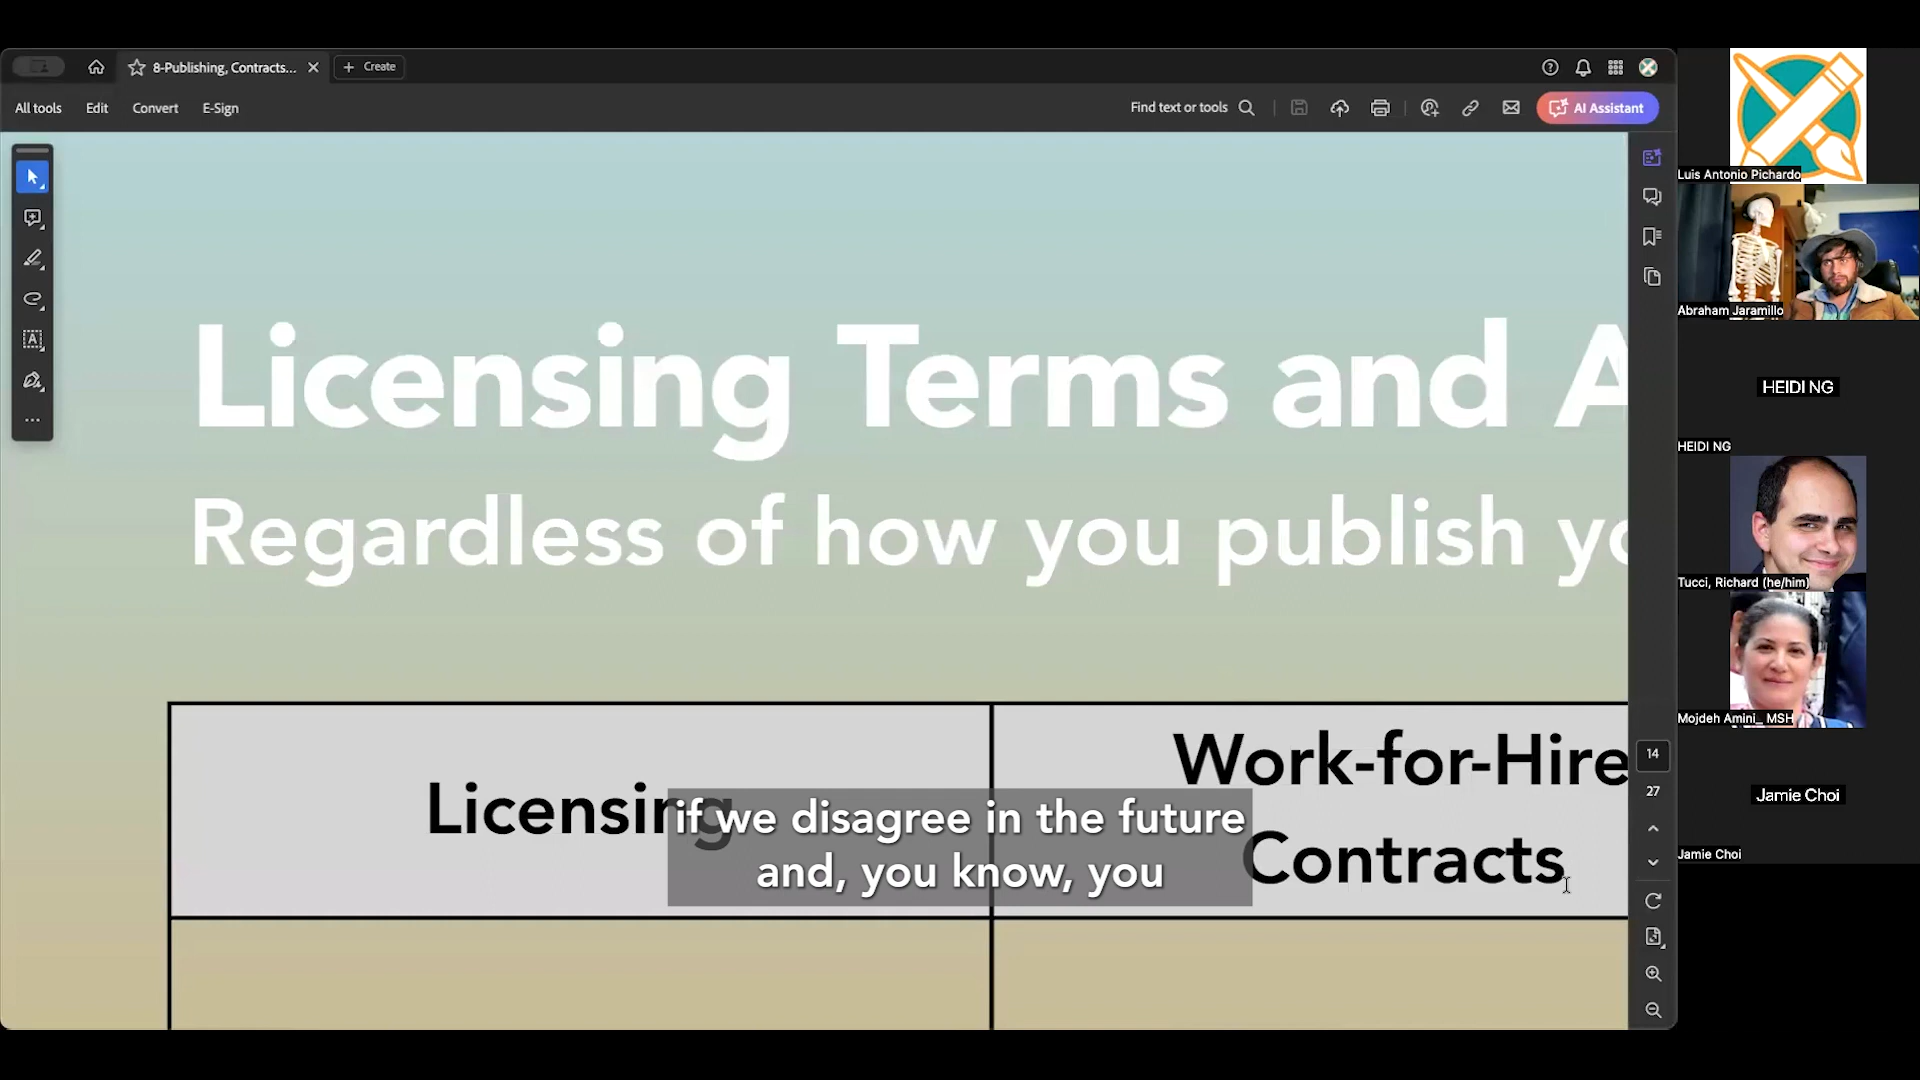 8-Publishing, Contracts...
Create
All tools
Edit
Convert
E-Sign
Find text or tools
AI Assistant
Licensing Terms and A
Regardless of how you publish yo
Licensing
Work-for-Hire
Contracts
if we disagree in the future
and, you know, you
14
27
Luis Antonio Pichardo
Abraham Jaramillo
HEIDI NG
HEIDI NG
Tucci, Richard (he/him)
Mojdeh Amini_ MSH
Jamie Choi
Jamie Choi